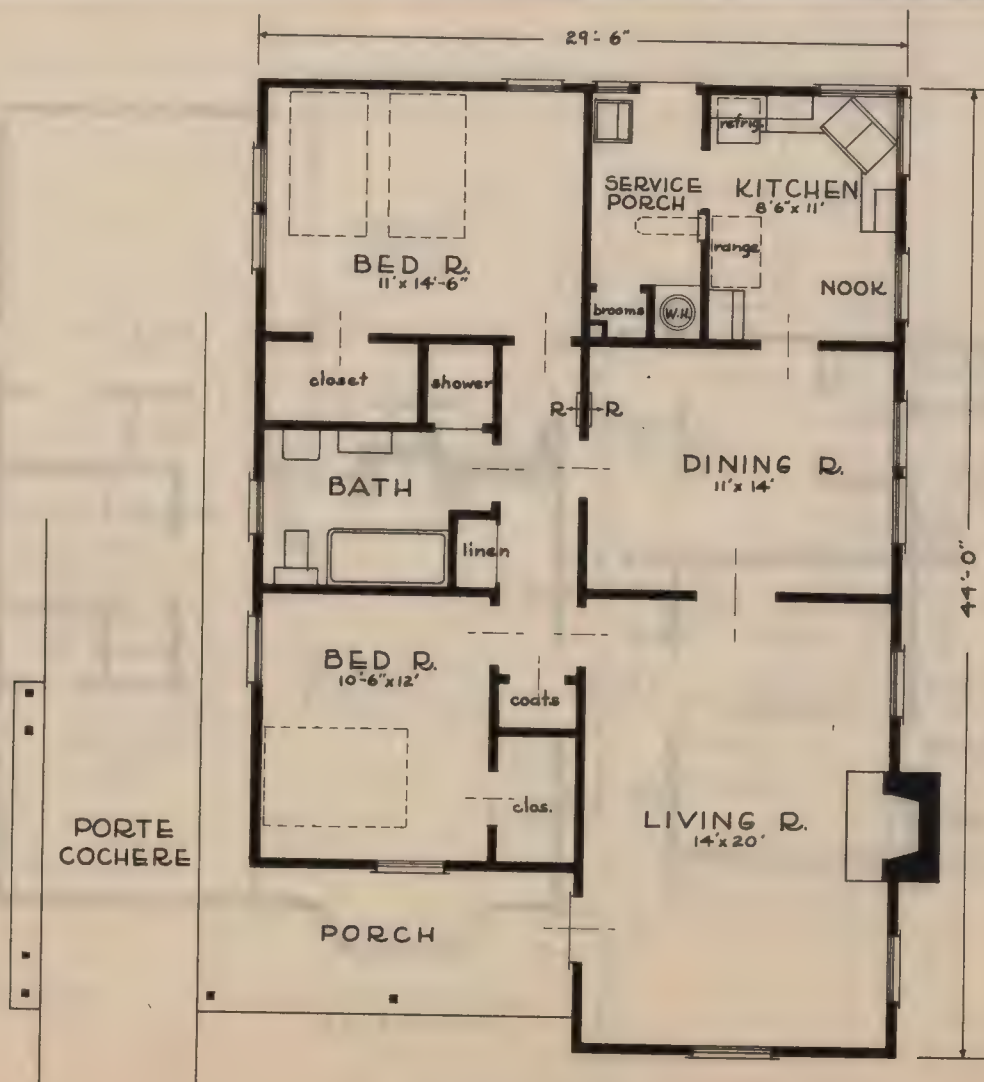 29'-6"
refrig.
SERVICE
PORCH
KITCHEN
8'6" x 11'
range
NOOK
BED R.
11' x 14'-6"
brooms
W.H.
closet
shower
R
R
BATH
DINING R.
11' x 14'
linen
44'-0"
BED R.
10'-6" x 12'
coats
clos.
LIVING R.
14' x 20'
PORTE
COCHERE
PORCH